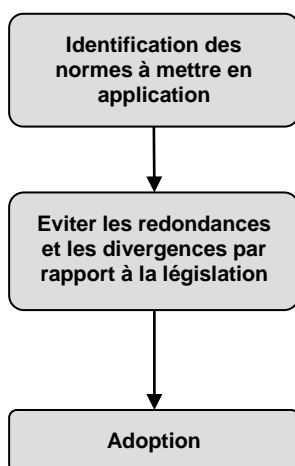 Identification des
normes à mettre en
application
Eviter les redondances
et les divergences par
rapport à la législation
Adoption